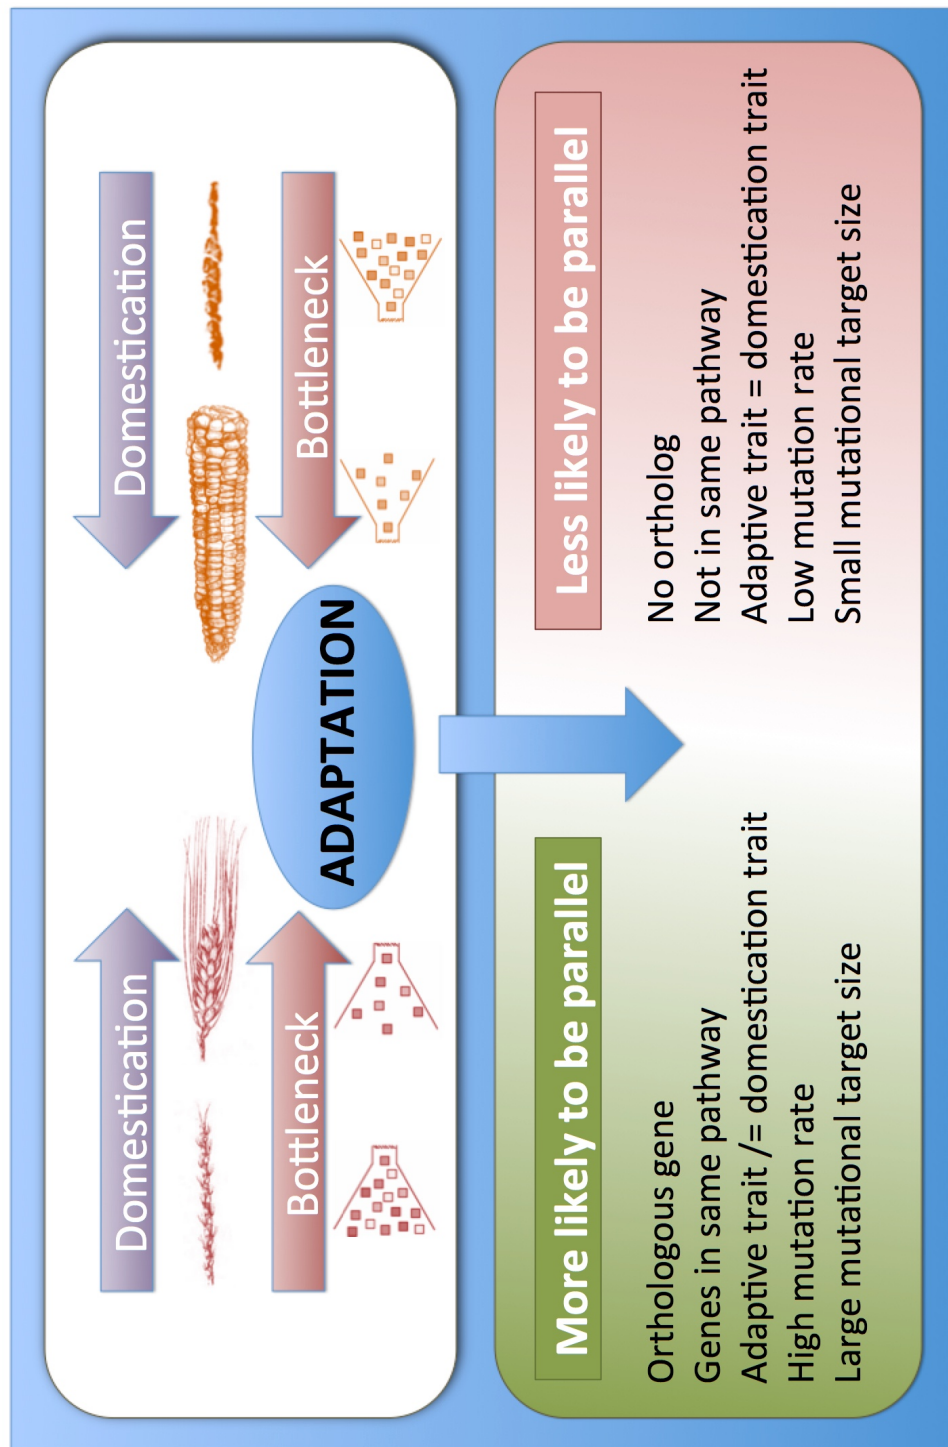 Domestication
Domestication
Bottleneck
Bottleneck
ADAPTATION
More likely to be parallel
Orthologous gene
Genes in same pathway
Adaptive trait /= domestication trait
High mutation rate
Large mutational target size
Less likely to be parallel
No ortholog
Not in same pathway
Adaptive trait = domestication trait
Low mutation rate
Small mutational target size